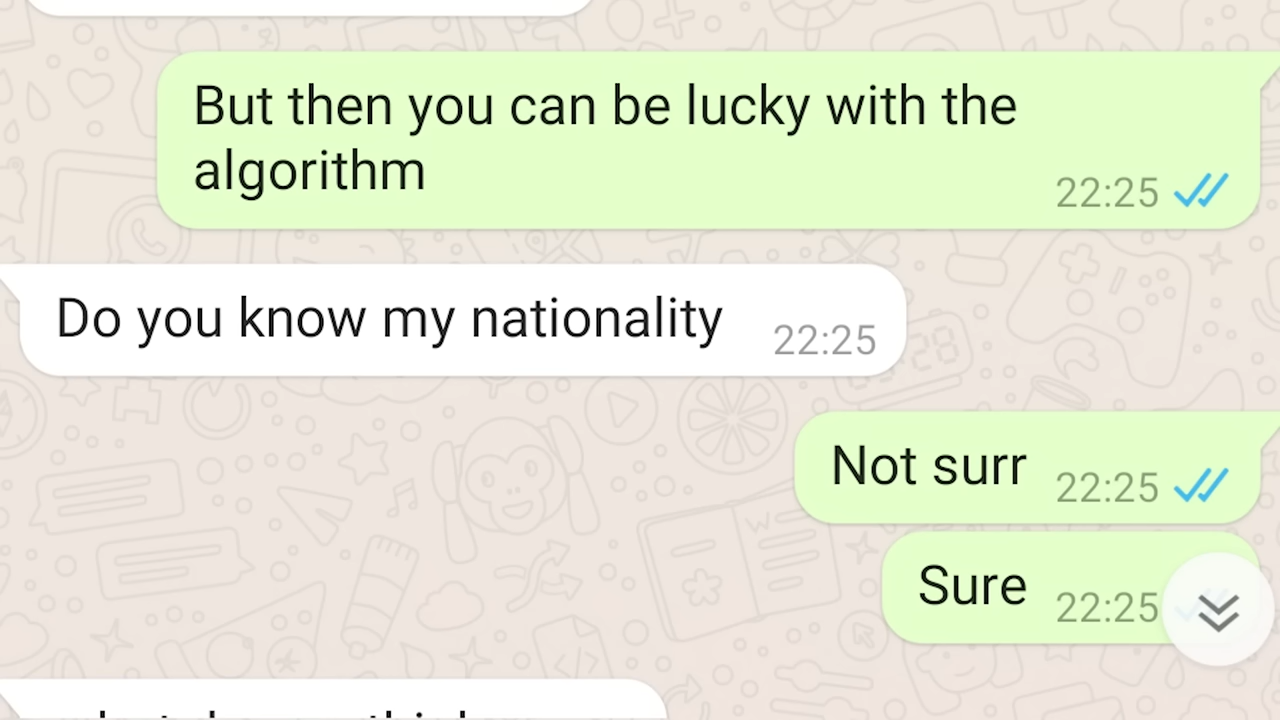 But then you can be lucky with the
algorithm
22:25
Do you know my nationality
22:25
Not surr
22:25
Sure
22:25